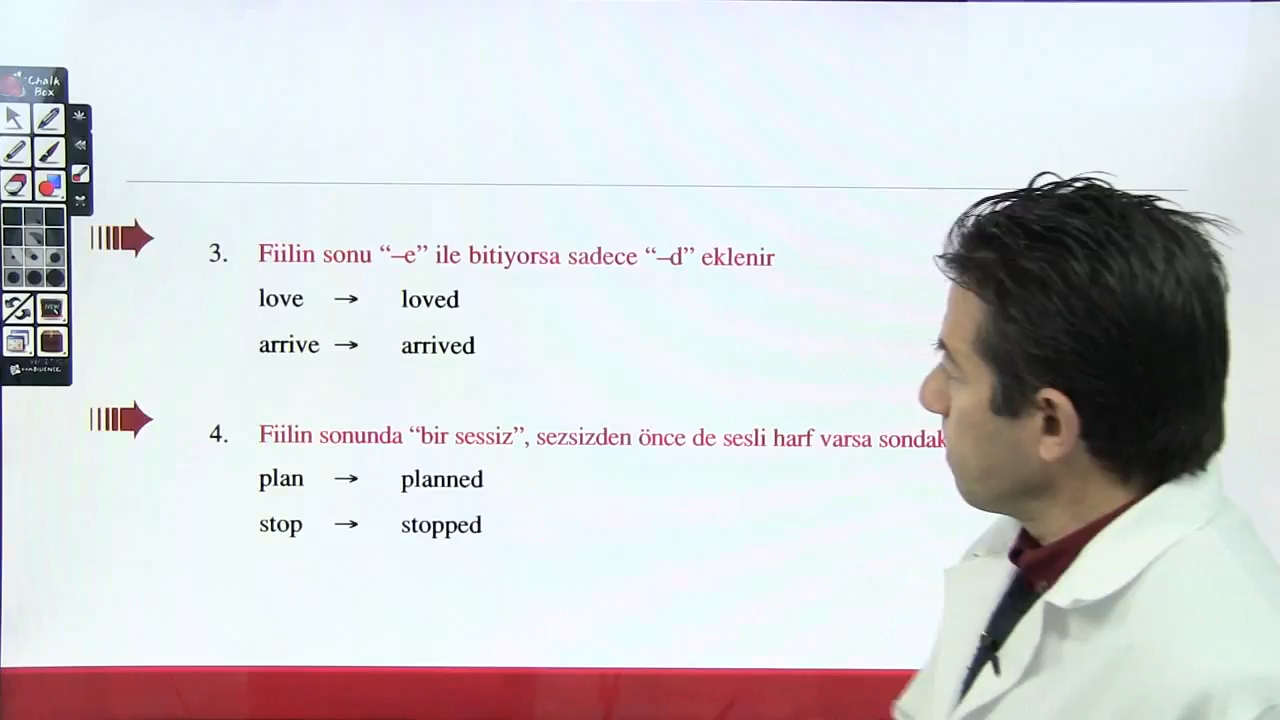 Chalk
Box
NEW
3. Fiilin sonu “–e” ile bitiyorsa sadece “–d” eklenir
love → loved
arrive → arrived
4. Fiilin sonunda “bir sessiz”, sezsizden önce de sesli harf varsa
plan → planned
stop → stopped